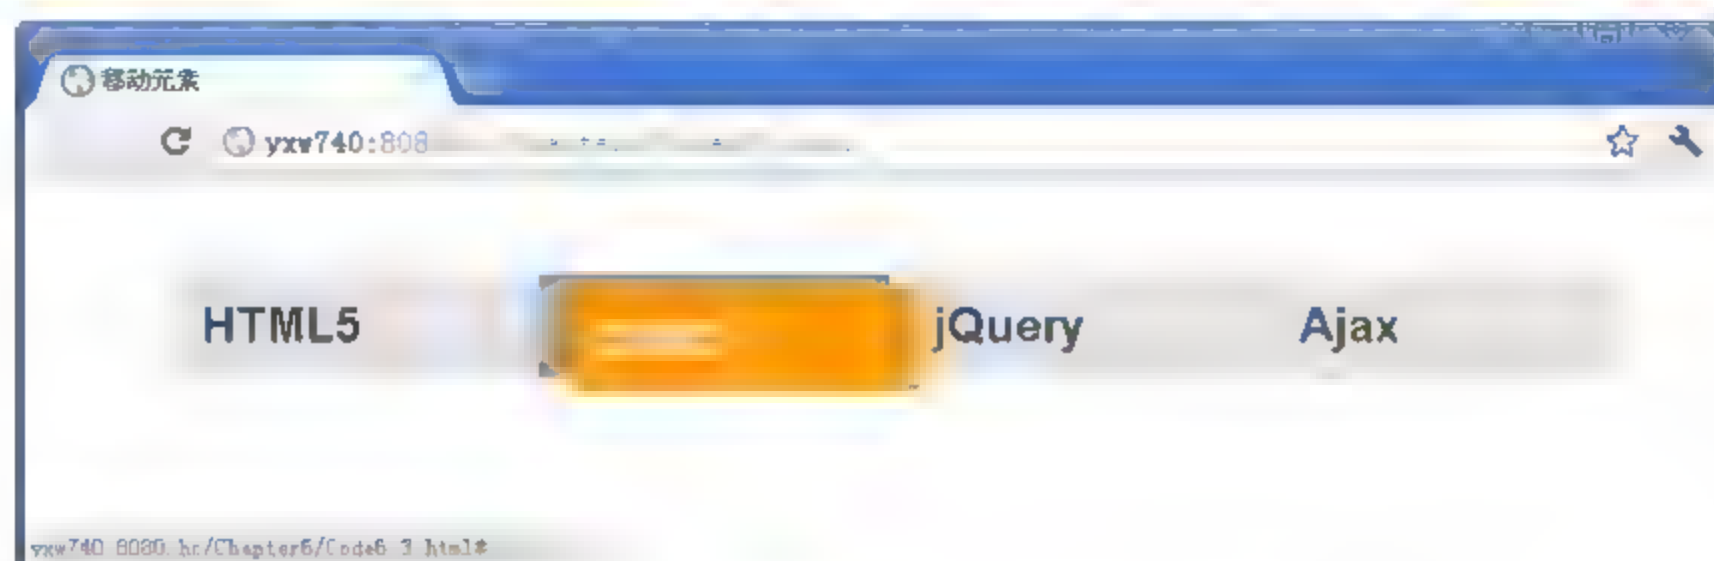 移动元素
yxw740:808
HTML5 jQuery Ajax
yxw740 8080. hr/Chapter6/Code6 3 html#